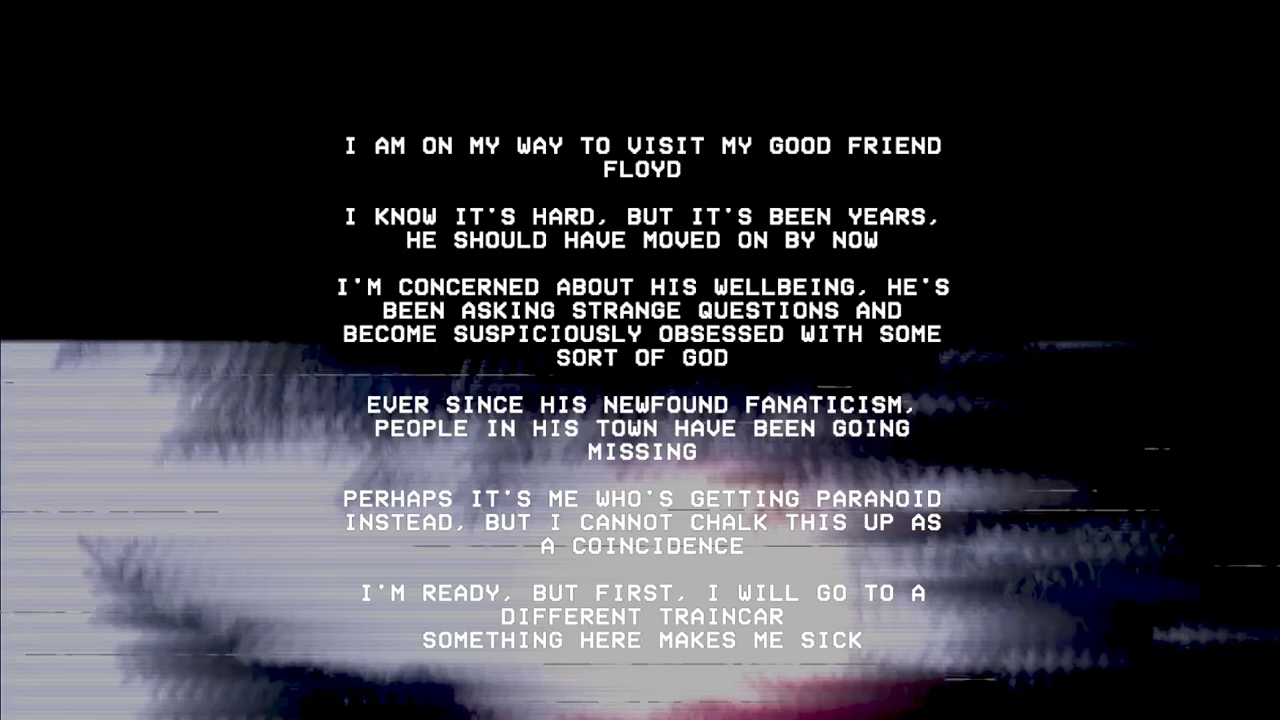 I AM ON MY WAY TO VISIT MY GOOD FRIEND
FLOYD
I KNOW IT'S HARD, BUT IT'S BEEN YEARS,
HE SHOULD HAVE MOVED ON BY NOW
I'M CONCERNED ABOUT HIS WELLBEING, HE'S
BEEN ASKING STRANGE QUESTIONS AND
BECOME SUSPICIOUSLY OBSESSED WITH SOME
SORT OF GOD
EVER SINCE HIS NEWFOUND FANATICISM,
PEOPLE IN HIS TOWN HAVE BEEN GOING
MISSING
PERHAPS IT'S ME WHO'S GETTING PARANOID
INSTEAD, BUT I CANNOT CHALK THIS UP AS
A COINCIDENCE
I'M READY, BUT FIRST, I WILL GO TO A
DIFFERENT TRAINCAR
SOMETHING HERE MAKES ME SICK